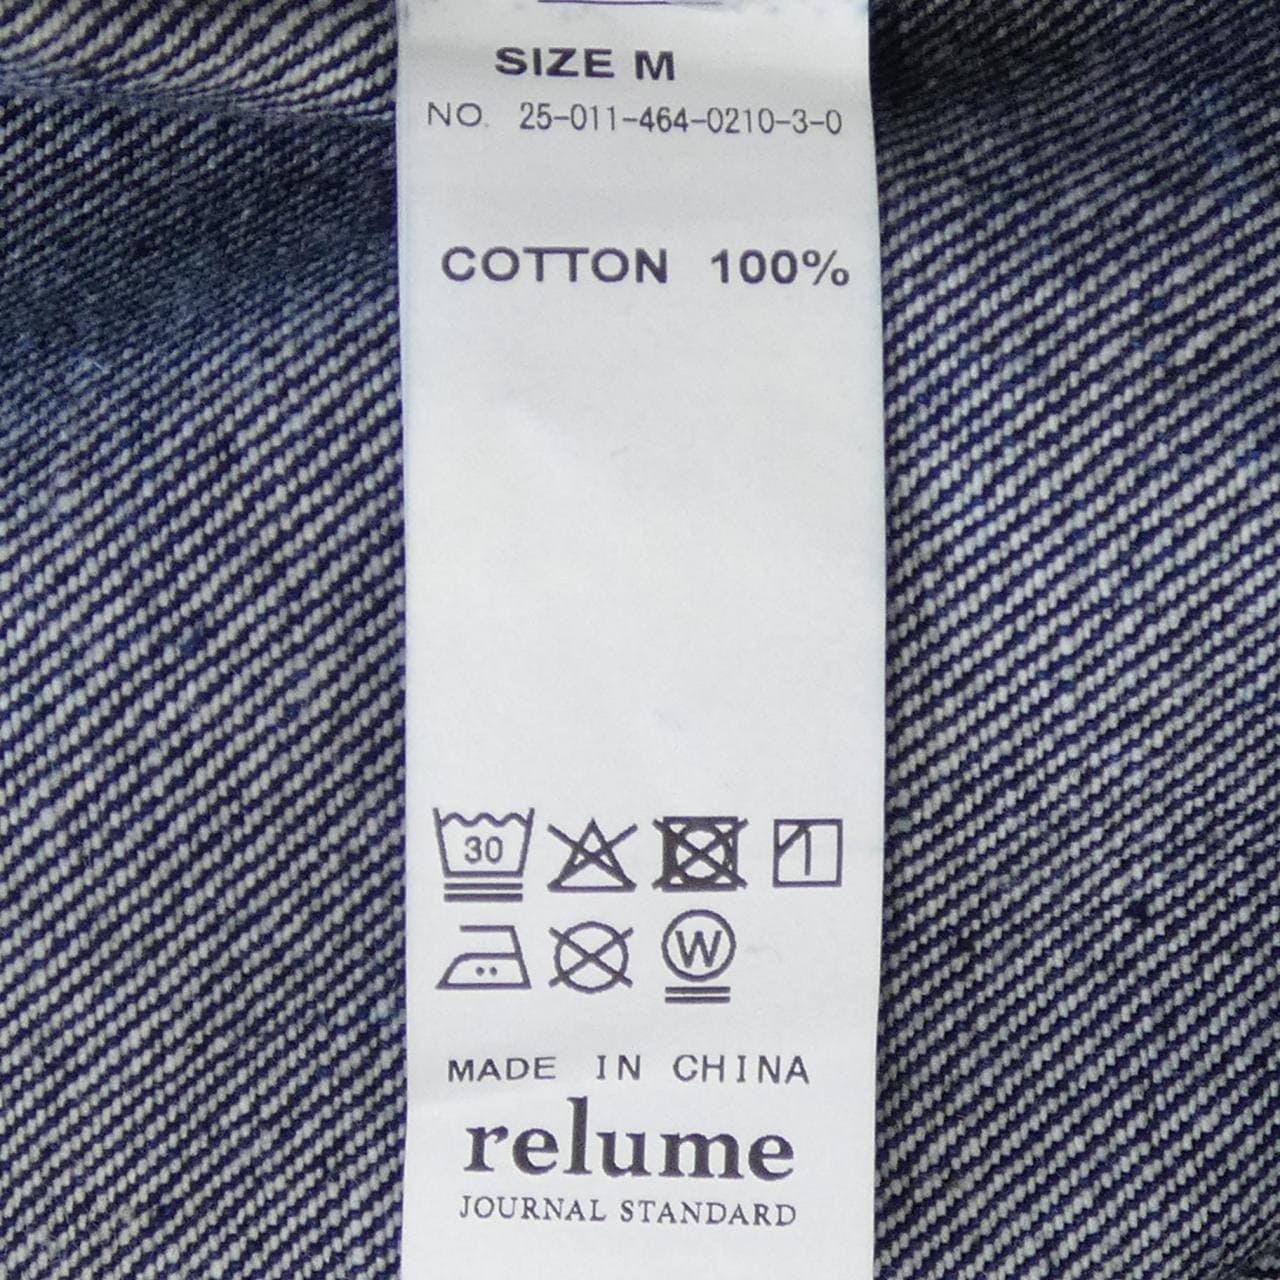 SIZE M
NO. 25-011-464-0210-3-0
COTTON 100%
30
W
MADE IN CHINA
relume
JOURNAL STANDARD